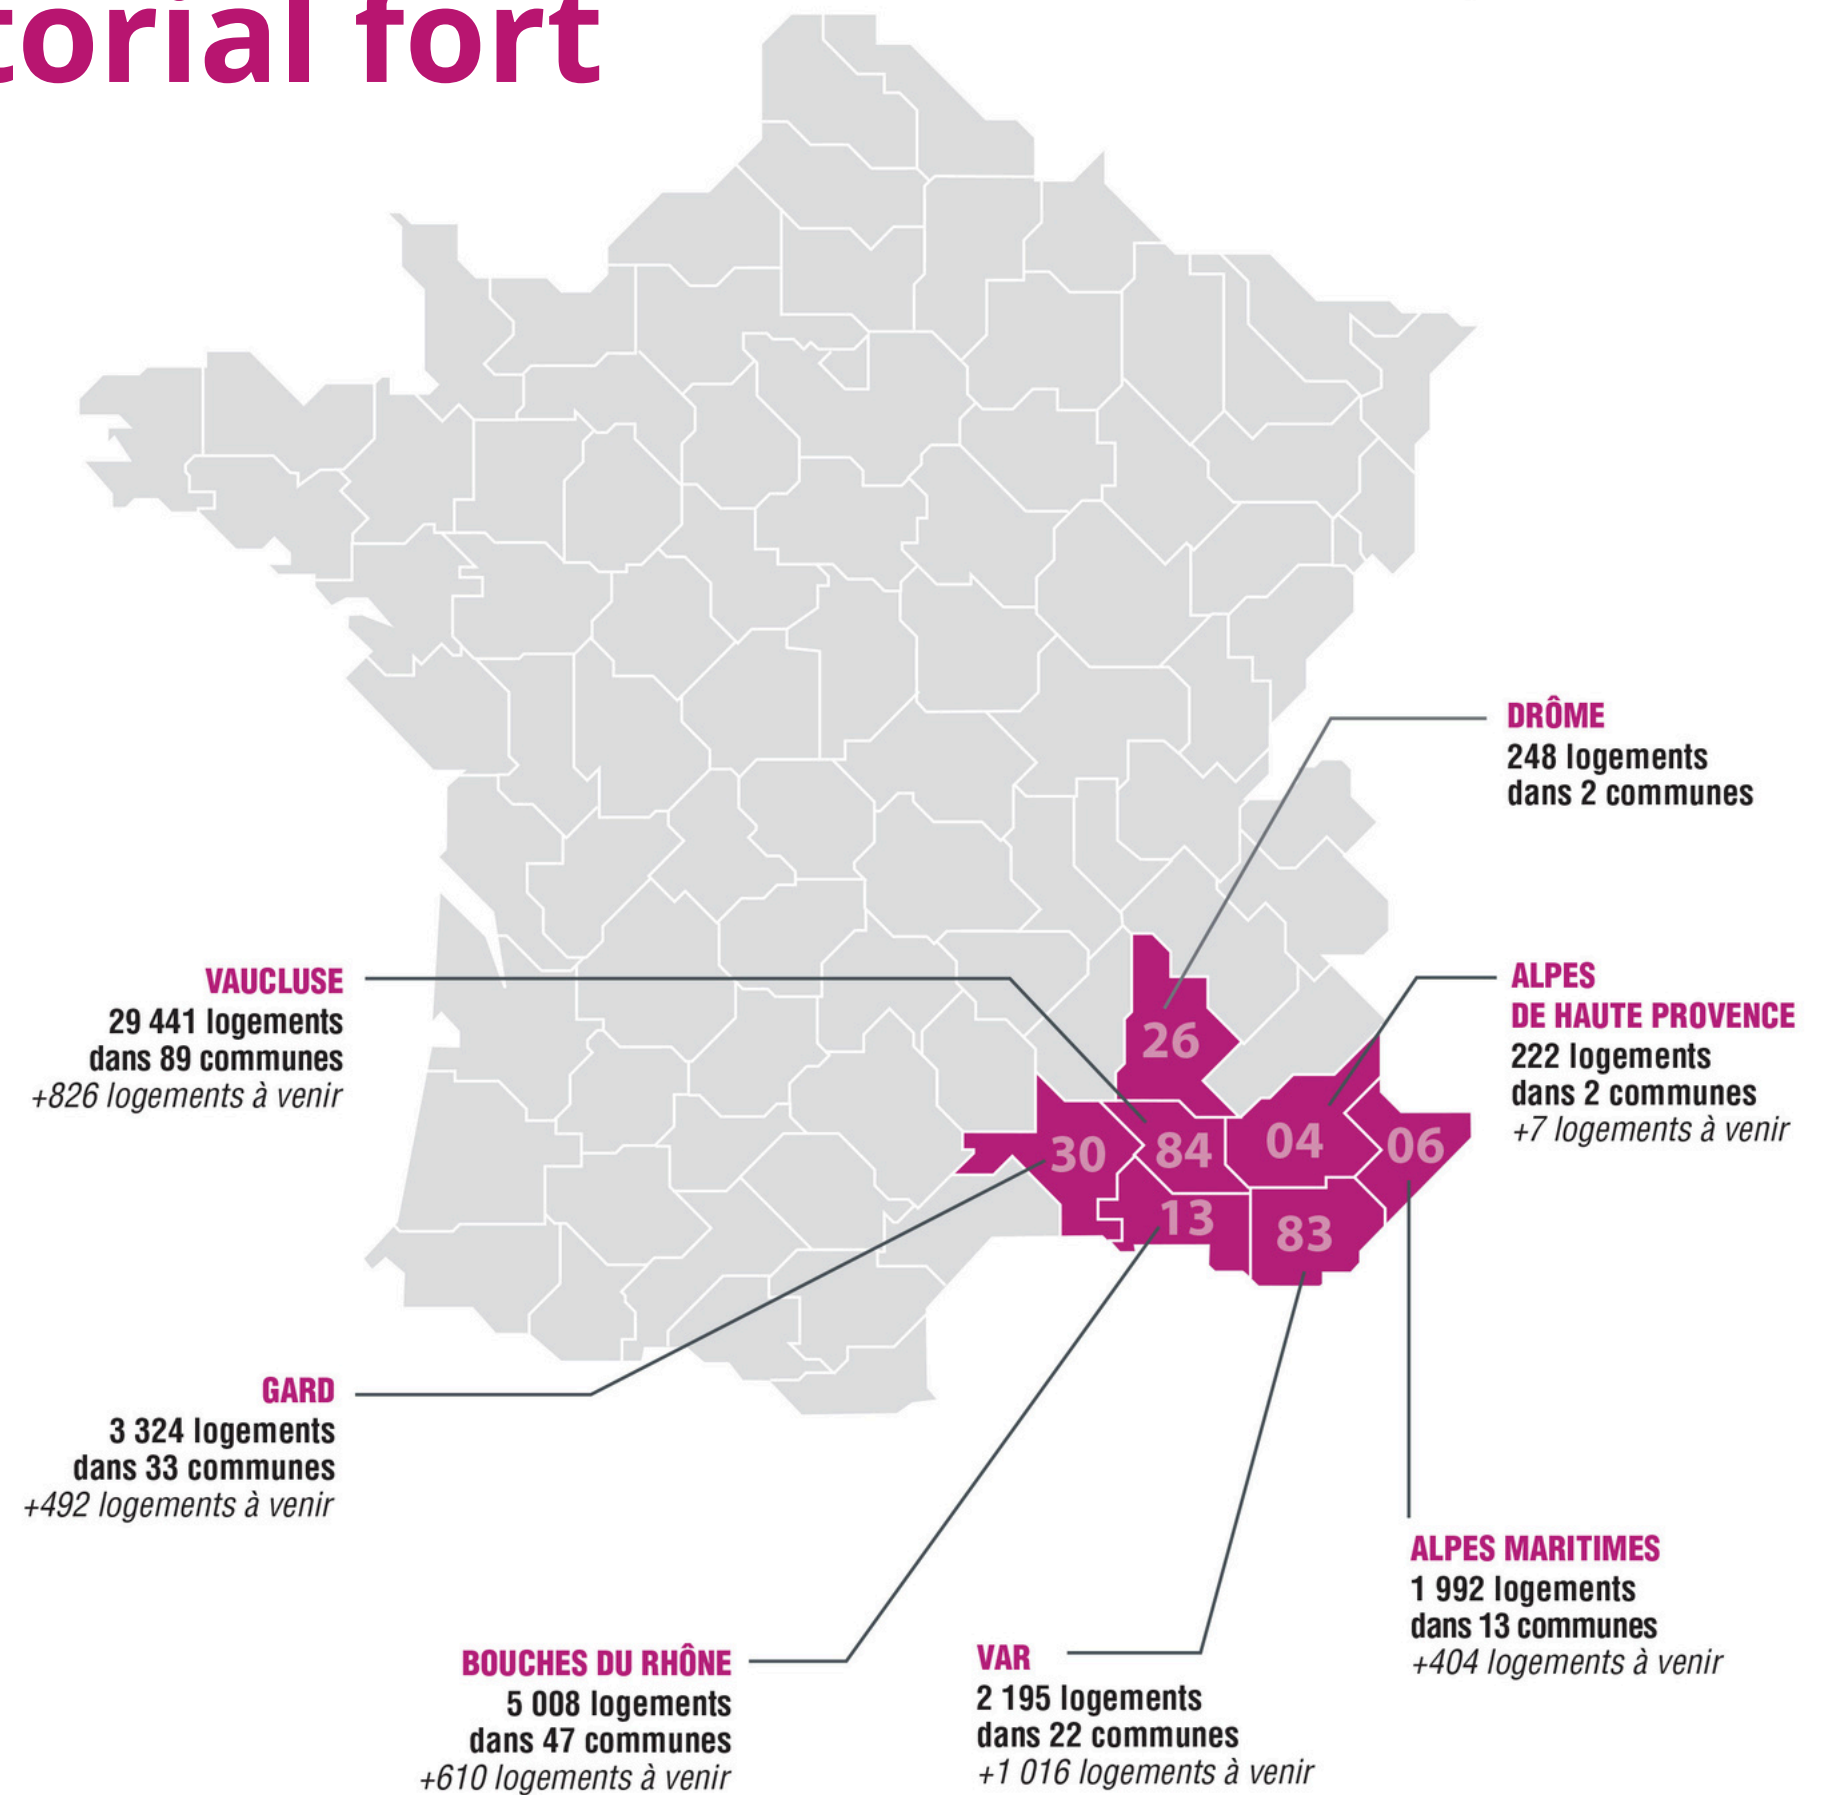 torial fort
DRÔME
248 logements
dans 2 communes
VAUCLUSE
29 441 logements
dans 89 communes
+826 logements à venir
ALPES
DE HAUTE PROVENCE
222 logements
dans 2 communes
+7 logements à venir
26
30
84
04
06
13
83
GARD
3 324 logements
dans 33 communes
+492 logements à venir
ALPES MARITIMES
1 992 logements
dans 13 communes
+404 logements à venir
BOUCHES DU RHÔNE
5 008 logements
dans 47 communes
+610 logements à venir
VAR
2 195 logements
dans 22 communes
+1 016 logements à venir